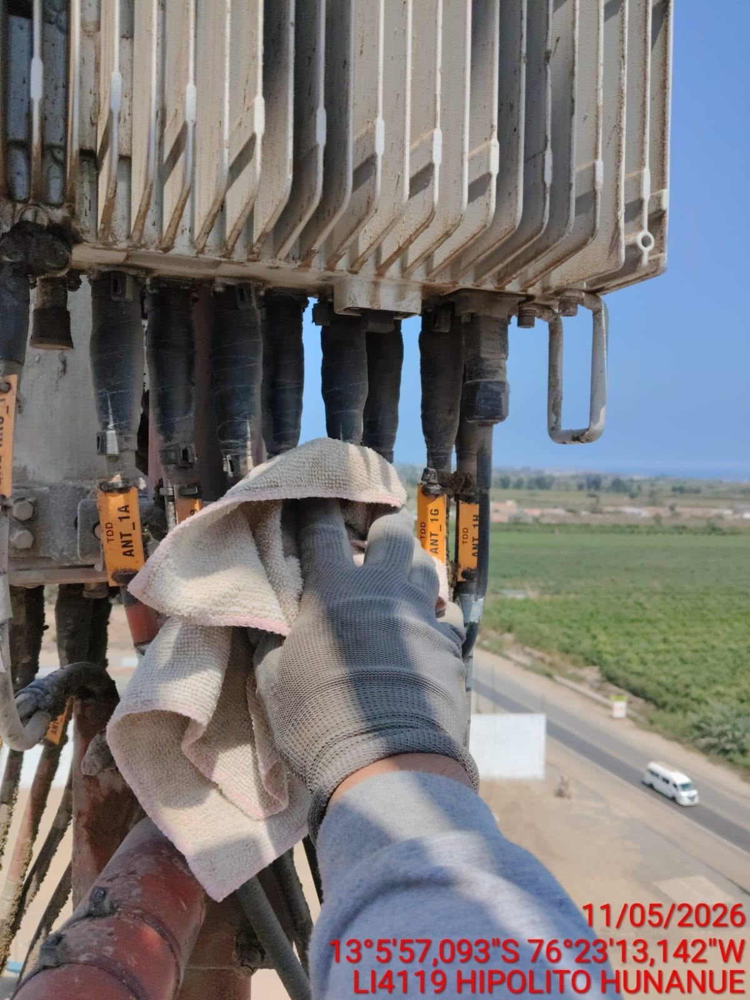 TDD
ANT_1A
TDD
ANT_1G
TDD
ANT_1H
ANT_
11/05/2026
13°5'57,093"S 76°23'13,142"W
LI4119 HIPOLITO HUNANUE